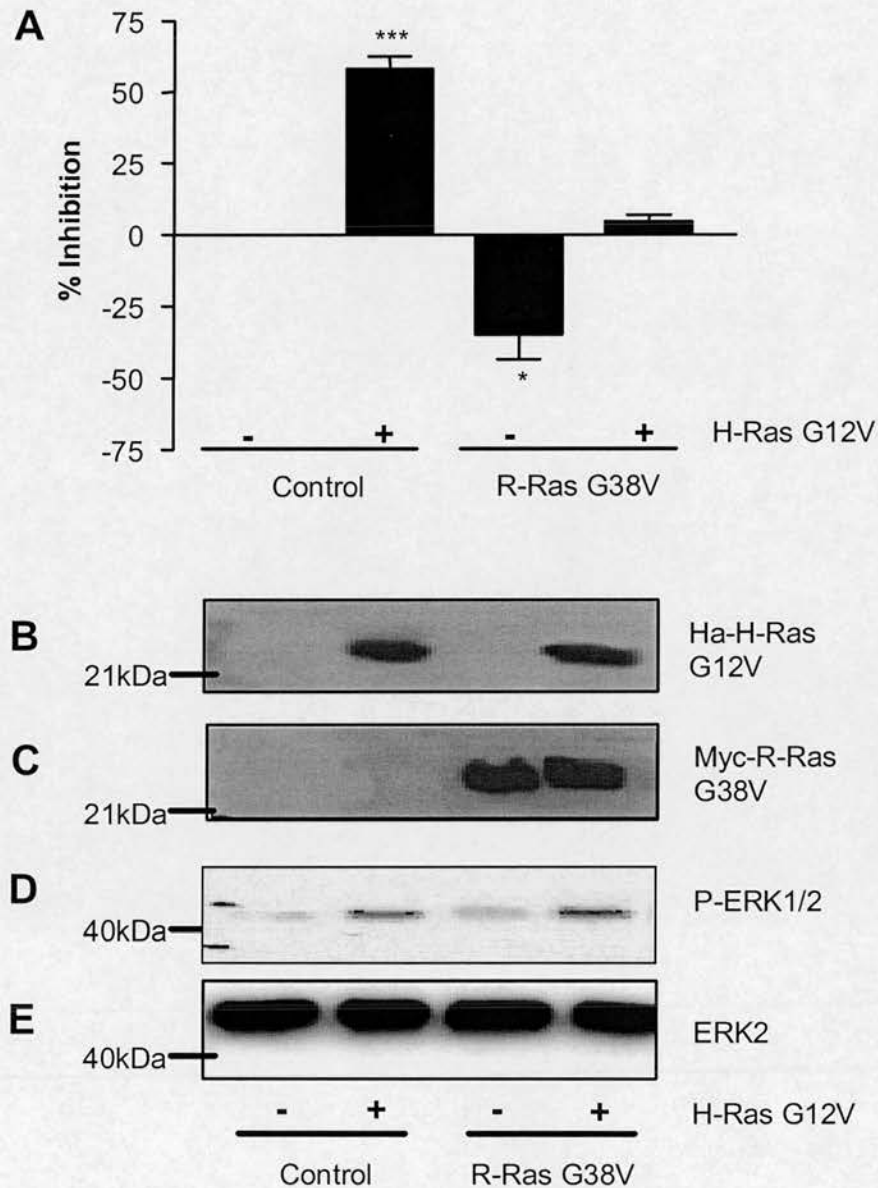 A
75
50
25
0
-25
-50
-75
% Inhibition
***
*
- + - + H-Ras G12V
Control R-Ras G38V
B
21kDa
Ha-H-Ras
G12V
C
21kDa
Myc-R-Ras
G38V
D
40kDa
P-ERK1/2
E
40kDa
ERK2
- + - + H-Ras G12V
Control R-Ras G38V